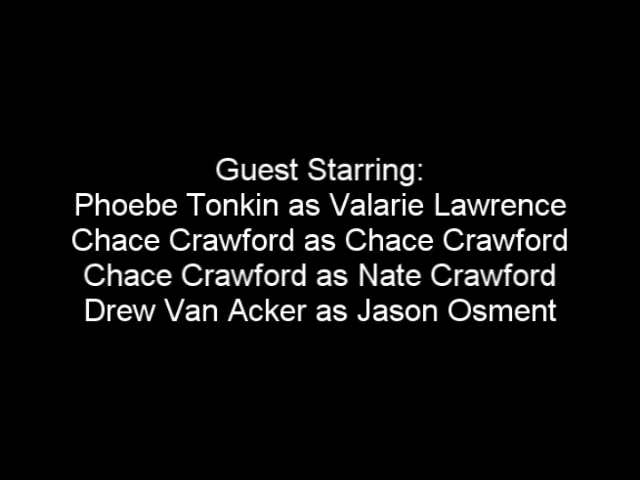 Guest Starring:
Phoebe Tonkin as Valarie Lawrence
Chace Crawford as Chace Crawford
Chace Crawford as Nate Crawford
Drew Van Acker as Jason Osment